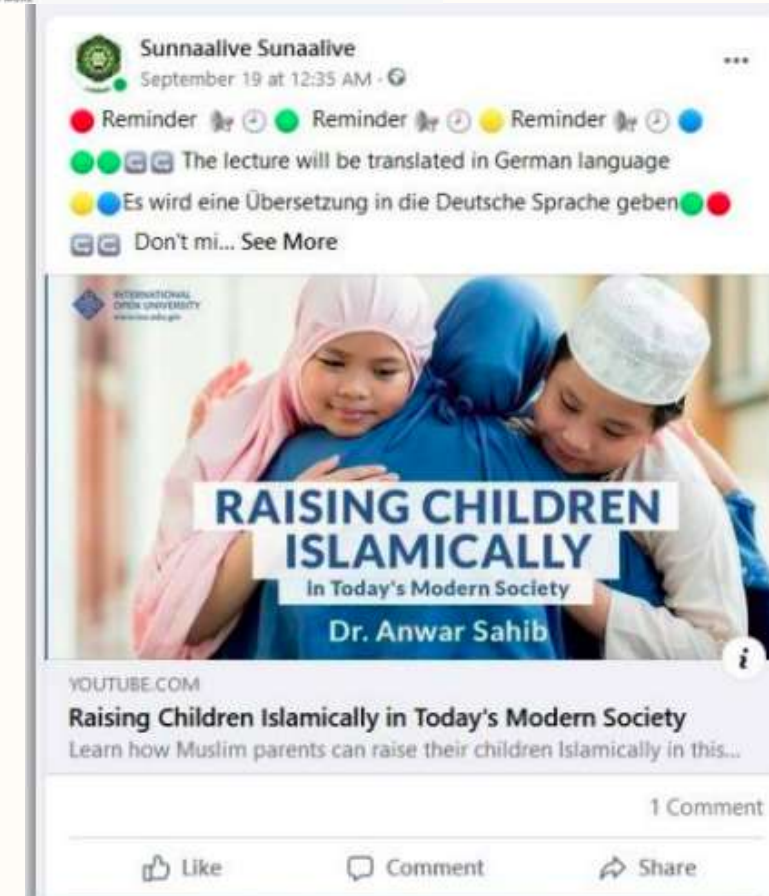 Sunnaalive Sunaalive
September 19 at 12:35 AM ·
Reminder Reminder Reminder
The lecture will be translated in German language
Es wird eine Übersetzung in die Deutsche Sprache geben
Don't mi... See More
INTERNATIONAL
OPEN UNIVERSITY
RAISING CHILDREN
ISLAMICALLY
in Today's Modern Society
Dr. Anwar Sahib
i
YOUTUBE.COM
Raising Children Islamically in Today's Modern Society
Learn how Muslim parents can raise their children Islamically in this...
1 Comment
Like Comment Share